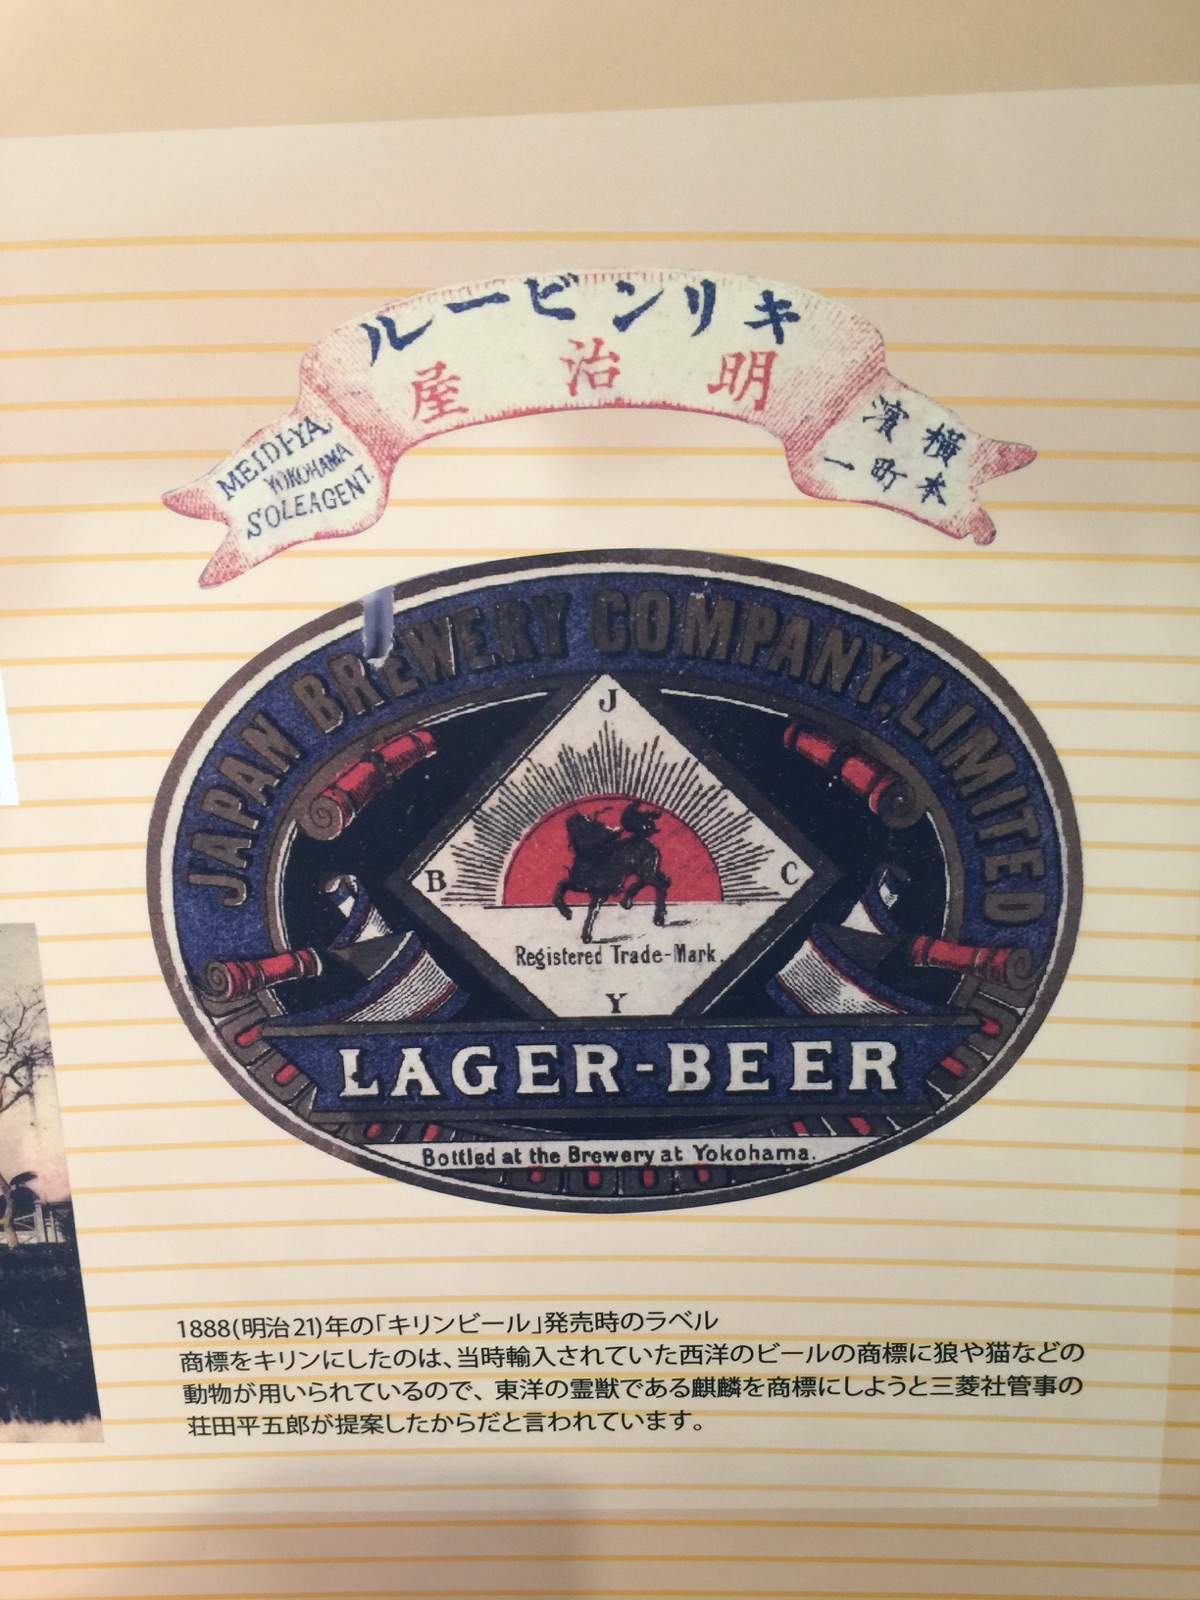 ルービンリキ
屋治明
MEIDI-YA,
YOKOHAMA
SOLE AGENT.
横濱
本町一
JAPAN BREWERY COMPANY, LIMITED
J
B
C
Registered Trade-Mark.
Y
LAGER-BEER
Bottled at the Brewery at Yokohama.
1888(明治21)年の「キリンビール」発売時のラベル
商標をキリンにしたのは、当時輸入されていた西洋のビールの商標に狼や猫などの
動物が用いられているので、東洋の霊獣である麒麟を商標にしようと三菱社管事の
荘田平五郎が提案したからだと言われています。